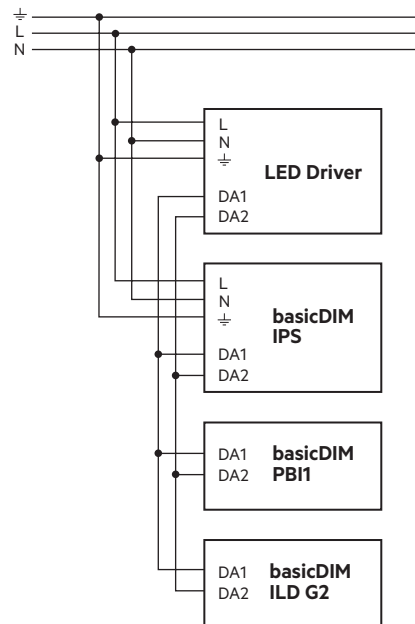 ⏚
L
N
L
N
⏚
LED Driver
DA1
DA2
L
N
⏚
basicDIM
IPS
DA1
DA2
DA1 basicDIM
DA2 PBI1
DA1 basicDIM
DA2 ILD G2